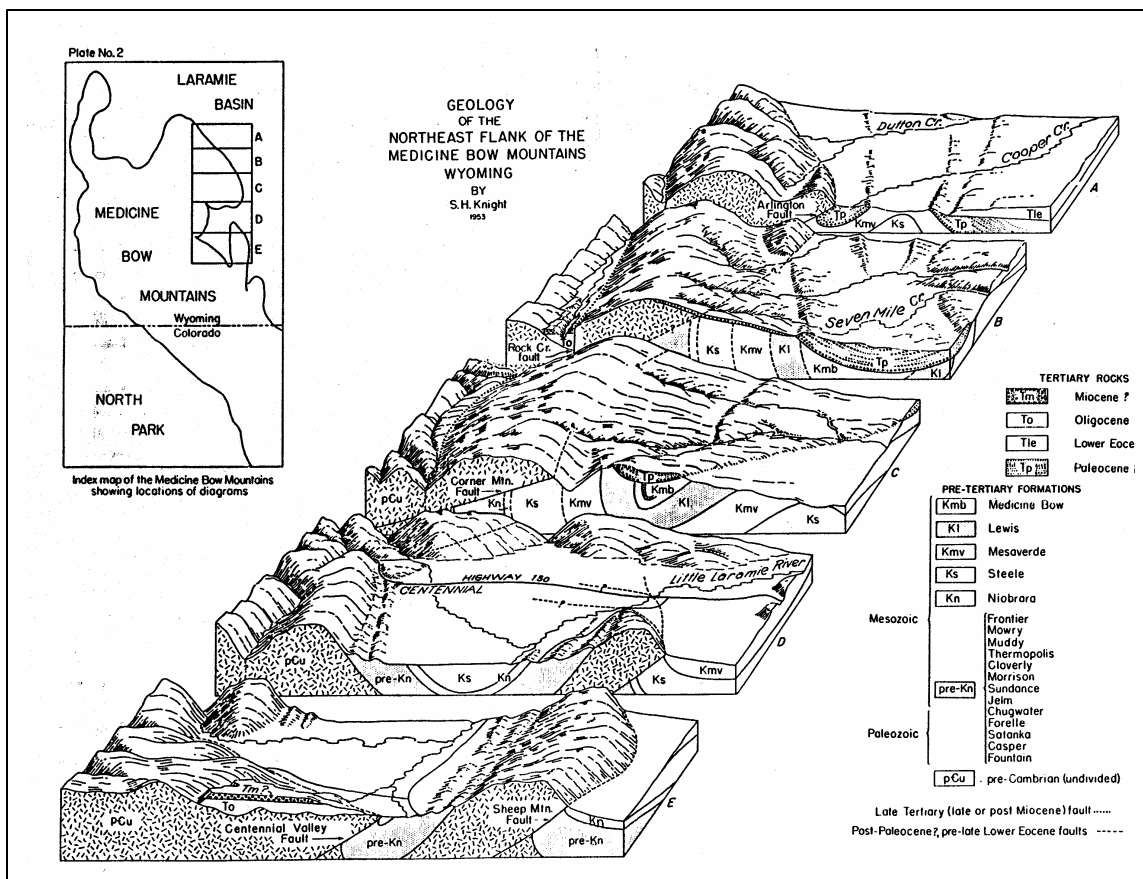 Plate No. 2
LARAMIE
BASIN
A
B
C
D
E
MEDICINE
BOW
MOUNTAINS
Wyoming
Colorado
NORTH
PARK
Index map of the Medicine Bow Mountains
showing locations of diagrams
GEOLOGY
OF THE
NORTHEAST FLANK OF THE
MEDICINE BOW MOUNTAINS
WYOMING
BY
S.H. KNIGHT
1953
Dutton Cr.
Cooper Cr.
A
Arlington
Fault
Tp
Kmv
Ks
Tp
Tle
Seven Mile Cr.
B
Rock Cr.
fault
o
Ks
Kmv
Kl
Kmb
Tp
Kl
C
pЄu
Corner Mtn.
Fault
Kn
Ks
Kmv
Tp
Kmb
Kl
Kmv
Ks
HIGHWAY 130
CENTENNIAL
Little Laramie River
D
pЄu
pre-Kn
Ks
Kn
Ks
Kmv
Tm?
To
pЄu
Centennial Valley
Fault
pre-Kn
Sheep Mtn.
Fault
Kn
pre-Kn
E
TERTIARY ROCKS
Tm Miocene ?
To Oligocene
Tle Lower Eoce
Tp Paleocene
PRE-TERTIARY FORMATIONS
Kmb Medicine Bow
Kl Lewis
Kmv Mesaverde
Ks Steele
Kn Niobrara
Mesozoic
Frontier
Mowry
Muddy
Thermopolis
Cloverly
Morrison
pre-Kn Sundance
Jelm
Chugwater
Paleozoic
Forelle
Satanka
Casper
Fountain
pЄu . pre-Cambrian (undivided)
Late Tertiary (late or post Miocene) fault ......
Post-Paleocene?, pre-late Lower Eocene faults ----